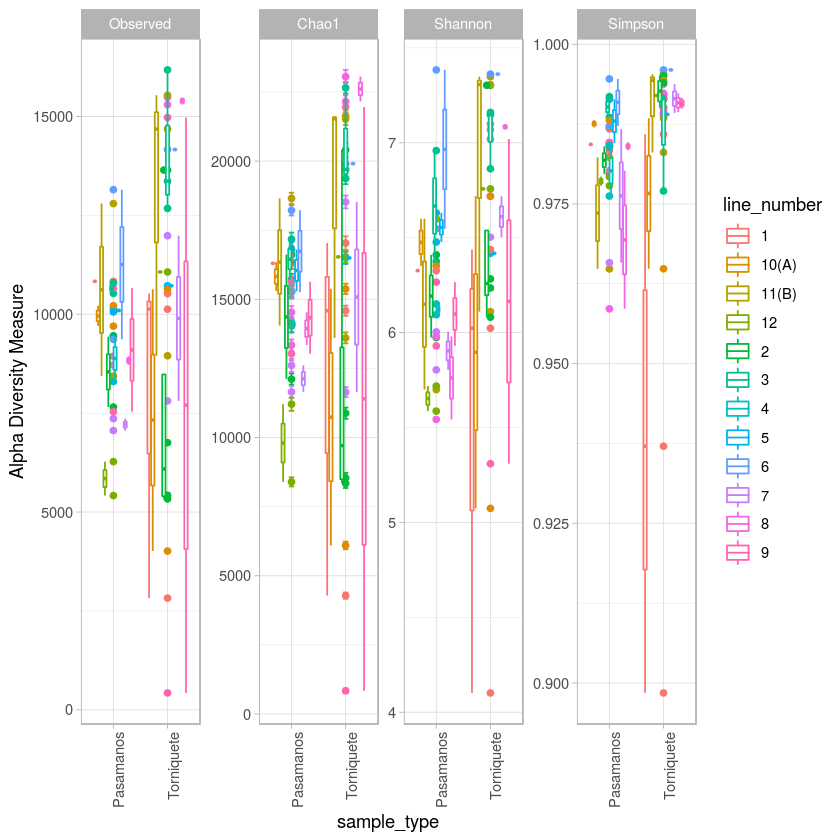 Observed
Chao1
Shannon
Simpson
Alpha Diversity Measure
15000
10000
5000
0
20000
15000
10000
5000
0
7
6
5
4
1.000
0.975
0.950
0.925
0.900
Pasamanos
Torniquete
Pasamanos
Torniquete
Pasamanos
Torniquete
Pasamanos
Torniquete
sample_type
line_number
1
10(A)
11(B)
12
2
3
4
5
6
7
8
9